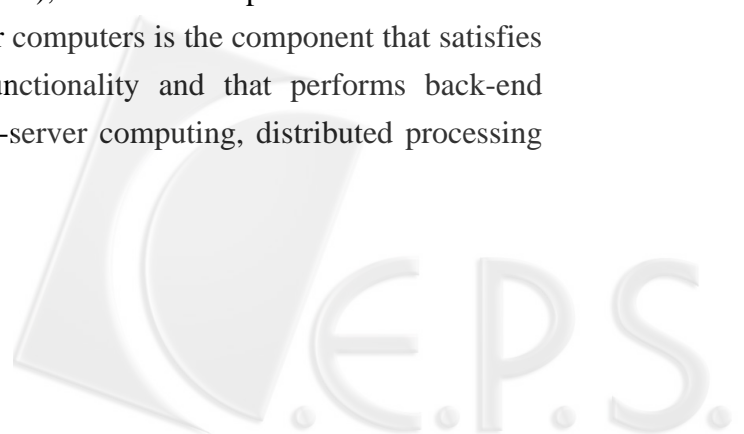 r computers is the component that satisfies
unctionality and that performs back-end
-server computing, distributed processing
C.E.P.S.